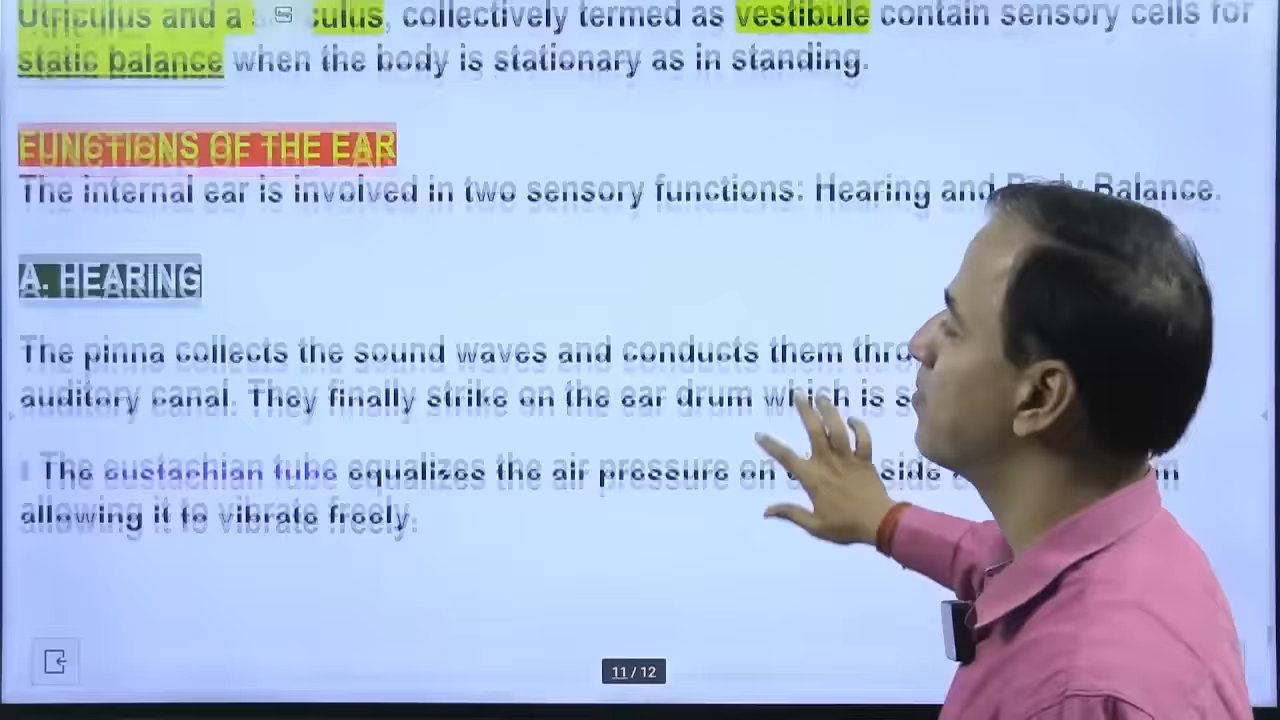 Utriculus and a culus, collectively termed as vestibule contain sensory cells for
static balance when the body is stationary as in standing.
FUNCTIONS OF THE EAR
The internal ear is involved in two sensory functions: Hearing and Body Balance.
A. HEARING
The pinna collects the sound waves and conducts them thro
auditory canal. They finally strike on the ear drum which is s
The eustachian tube equalizes the air pressure on side
allowing it to vibrate freely.
11 / 12